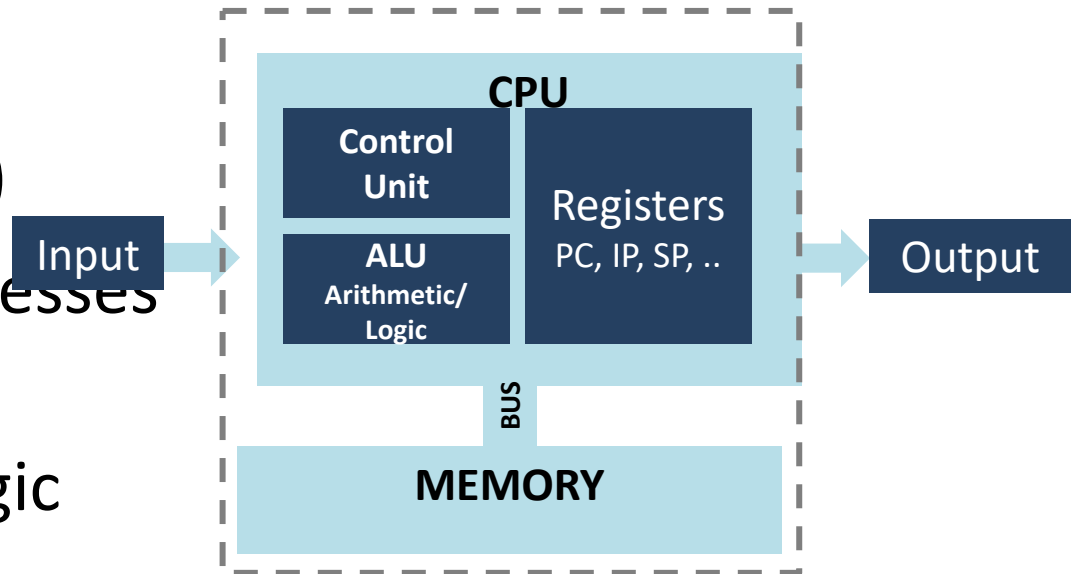 CPU
Control
Unit
)
Registers
Input
ALU
PC, IP, SP, ..
Output
Arithmetic/
esses
Logic
BUS
gic
MEMORY